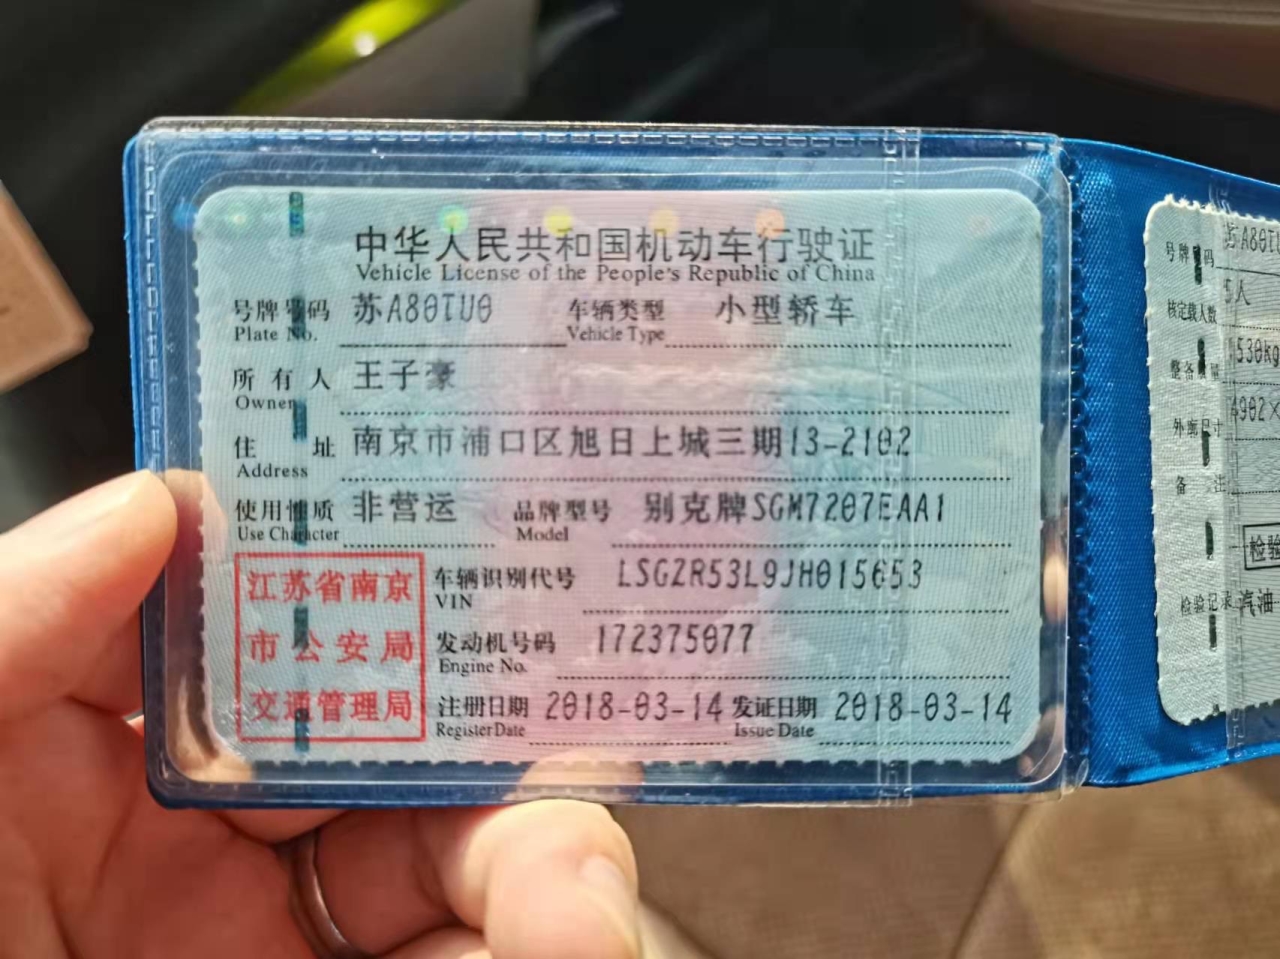 中华人民共和国机动车行驶证
Vehicle License of the People's Republic of China
号牌号码 苏A80TU0 车辆类型 小型轿车
Plate No. Vehicle Type
所有人 王子豪
Owner
住址 南京市浦口区旭日上城三期13-2102
Address
使用性质 非营运 品牌型号 别克牌SGM7207EAA1
Use Character Model
江苏省南京
市公安局
交通管理局
车辆识别代号 LSGZR53L9JH015653
VIN
发动机号码 172375077
Engine No.
注册日期 2018-03-14 发证日期 2018-03-14
Register Date Issue Date
号牌号码
核定载人数 5人
整备质量
外廓尺寸 4902×
备注
检验
检验记录 汽油